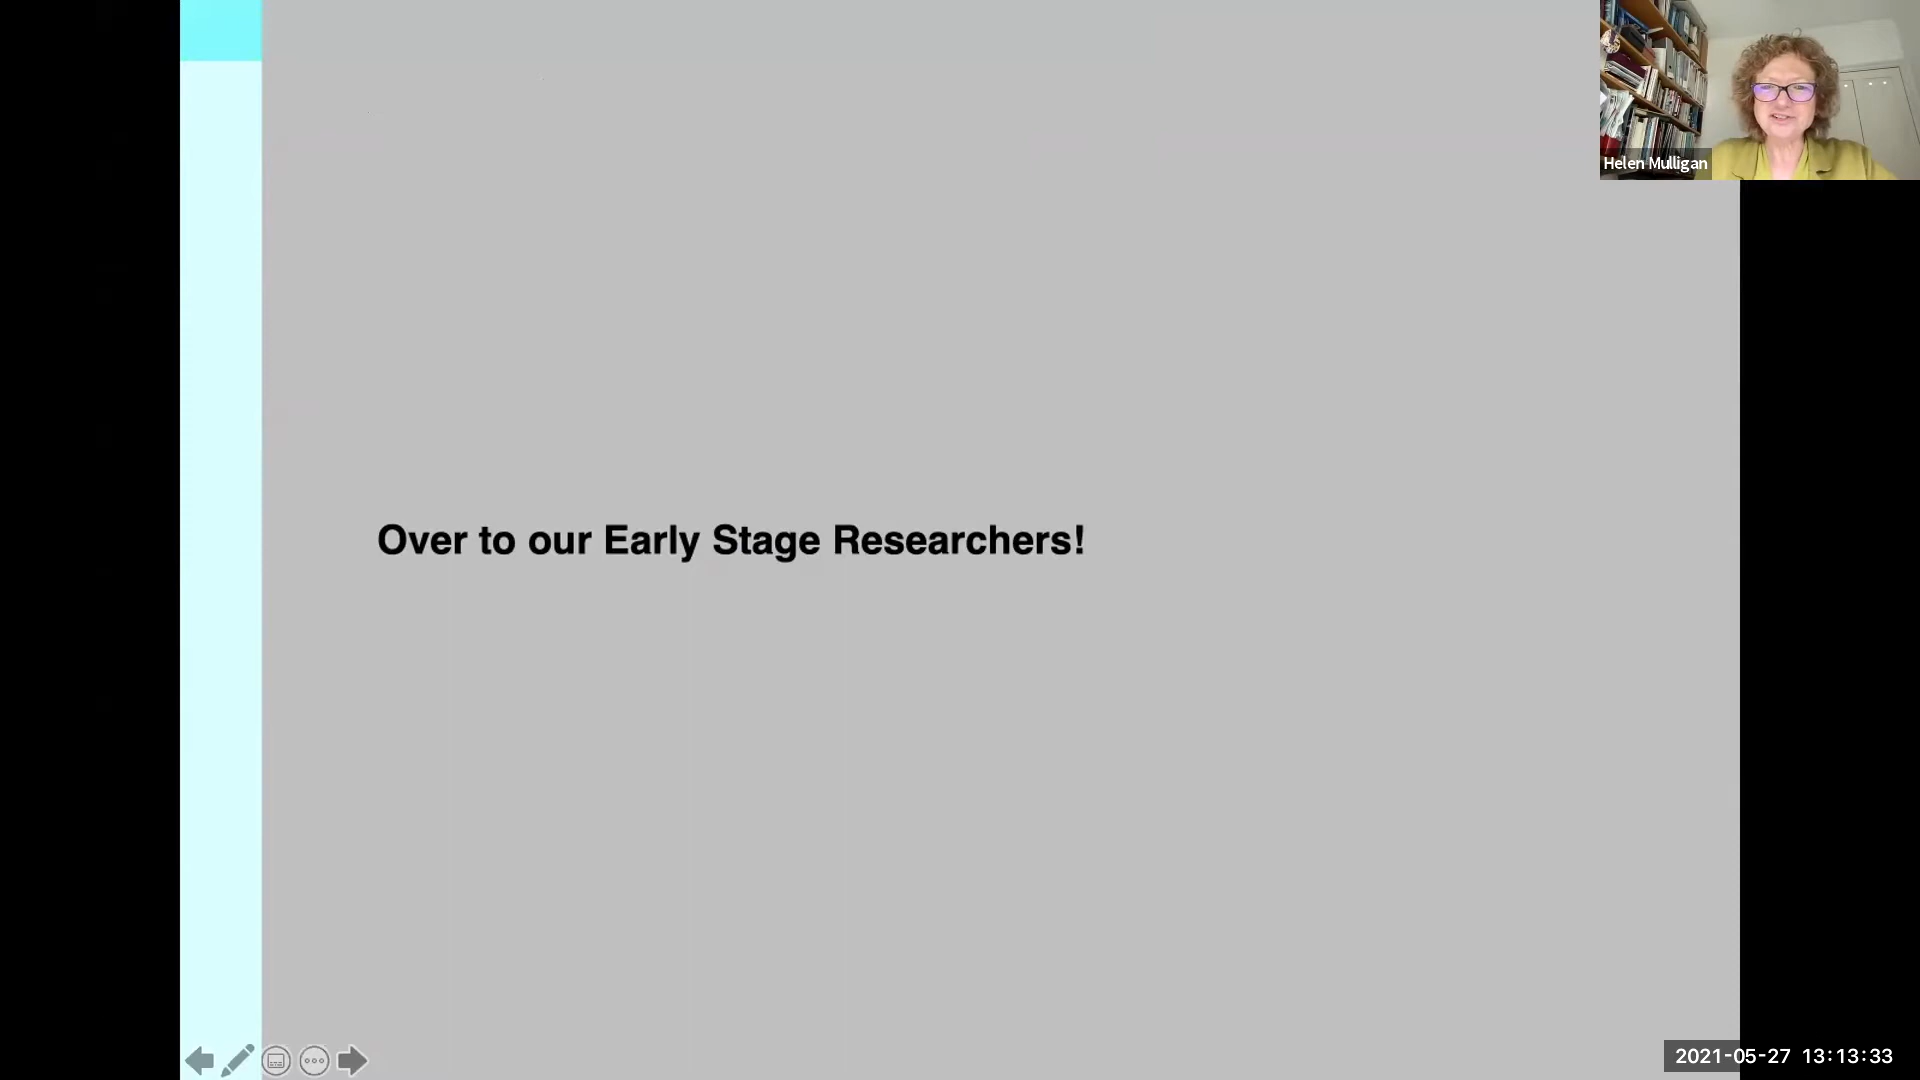 Helen Mulligan
Over to our Early Stage Researchers!
2021-05-27 13:13:33